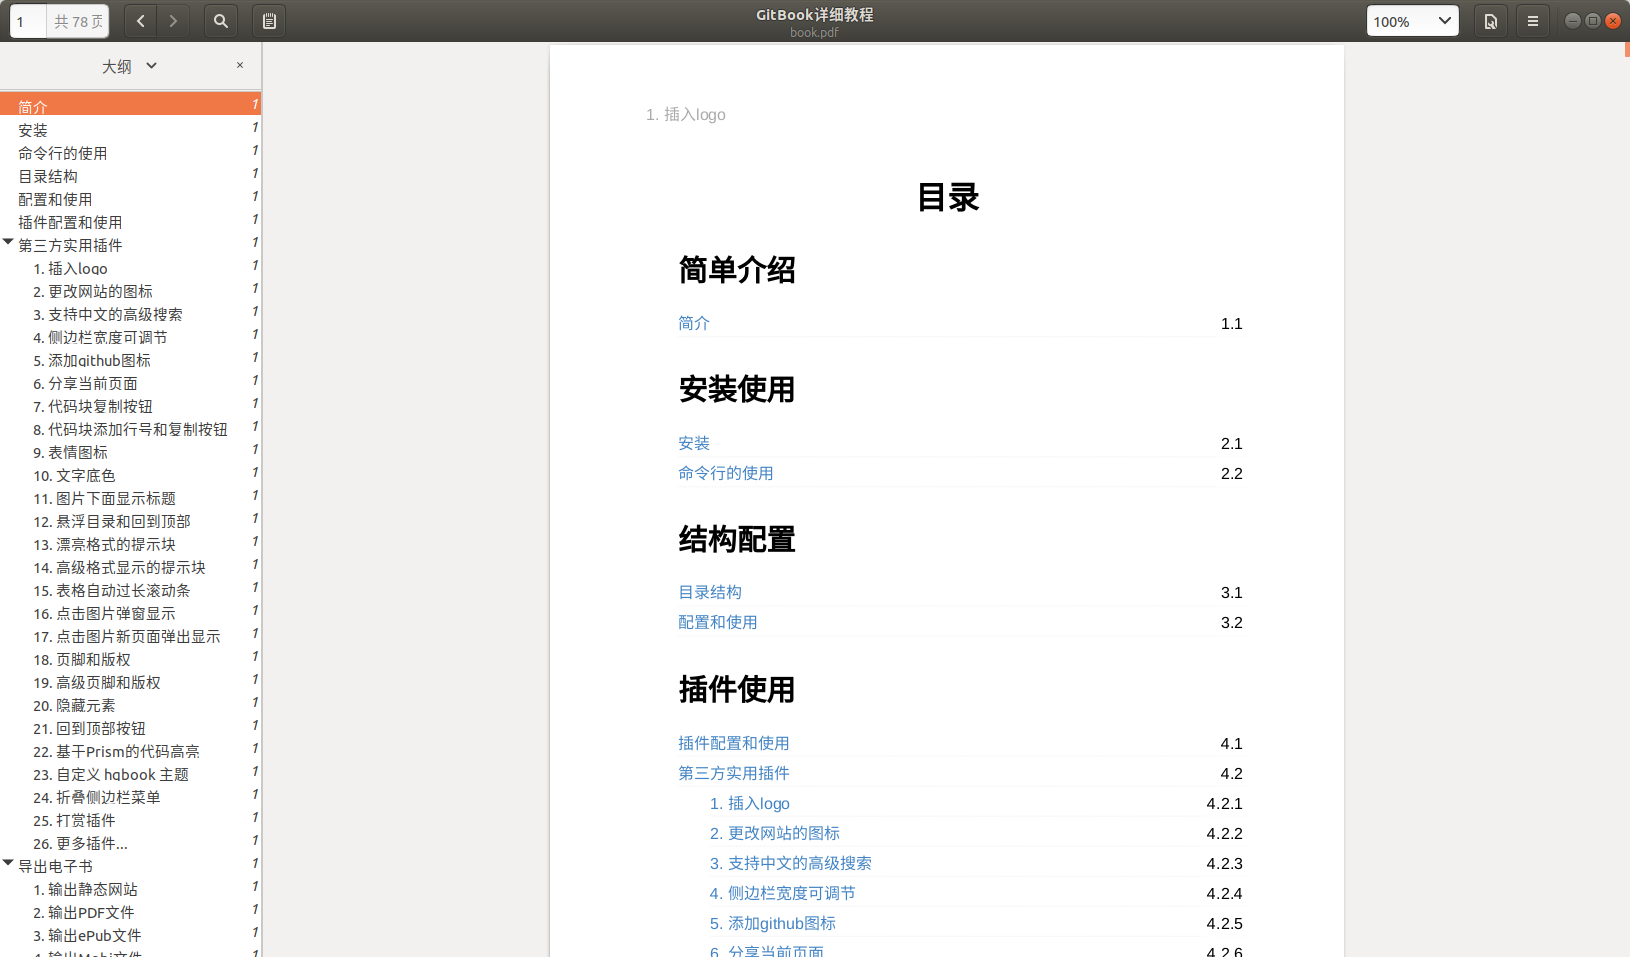 1 共 78 页
GitBook详细教程
book.pdf
100%
大纲
简介 1
安装 1
命令行的使用 1
目录结构 1
配置和使用 1
插件配置和使用 1
第三方实用插件 1
1. 插入logo 1
2. 更改网站的图标 1
3. 支持中文的高级搜索 1
4. 侧边栏宽度可调节 1
5. 添加github图标 1
6. 分享当前页面 1
7. 代码块复制按钮 1
8. 代码块添加行号和复制按钮 1
9. 表情图标 1
10. 文字底色 1
11. 图片下面显示标题 1
12. 悬浮目录和回到顶部 1
13. 漂亮格式的提示块 1
14. 高级格式显示的提示块 1
15. 表格自动过长滚动条 1
16. 点击图片弹窗显示 1
17. 点击图片新页面弹出显示 1
18. 页脚和版权 1
19. 高级页脚和版权 1
20. 隐藏元素 1
21. 回到顶部按钮 1
22. 基于Prism的代码高亮 1
23. 自定义 hgbook 主题 1
24. 折叠侧边栏菜单 1
25. 打赏插件 1
26. 更多插件... 1
导出电子书 1
1. 输出静态网站 1
2. 输出PDF文件 1
3. 输出ePub文件 1
4. 输出Mobi文件 1
1. 插入logo
目录
简单介绍
简介 1.1
安装使用
安装 2.1
命令行的使用 2.2
结构配置
目录结构 3.1
配置和使用 3.2
插件使用
插件配置和使用 4.1
第三方实用插件 4.2
1. 插入logo 4.2.1
2. 更改网站的图标 4.2.2
3. 支持中文的高级搜索 4.2.3
4. 侧边栏宽度可调节 4.2.4
5. 添加github图标 4.2.5
6. 分享当前页面 4.2.6